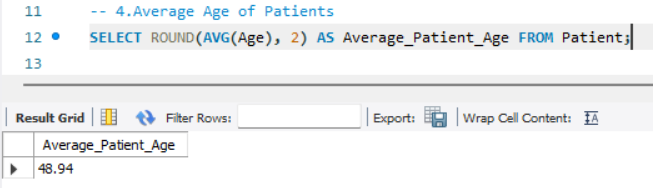 11 -- 4.Average Age of Patients
12 SELECT ROUND(AVG(Age), 2) AS Average_Patient_Age FROM Patient;
13
Result Grid Filter Rows: Export: Wrap Cell Content: IA
Average_Patient_Age
48.94